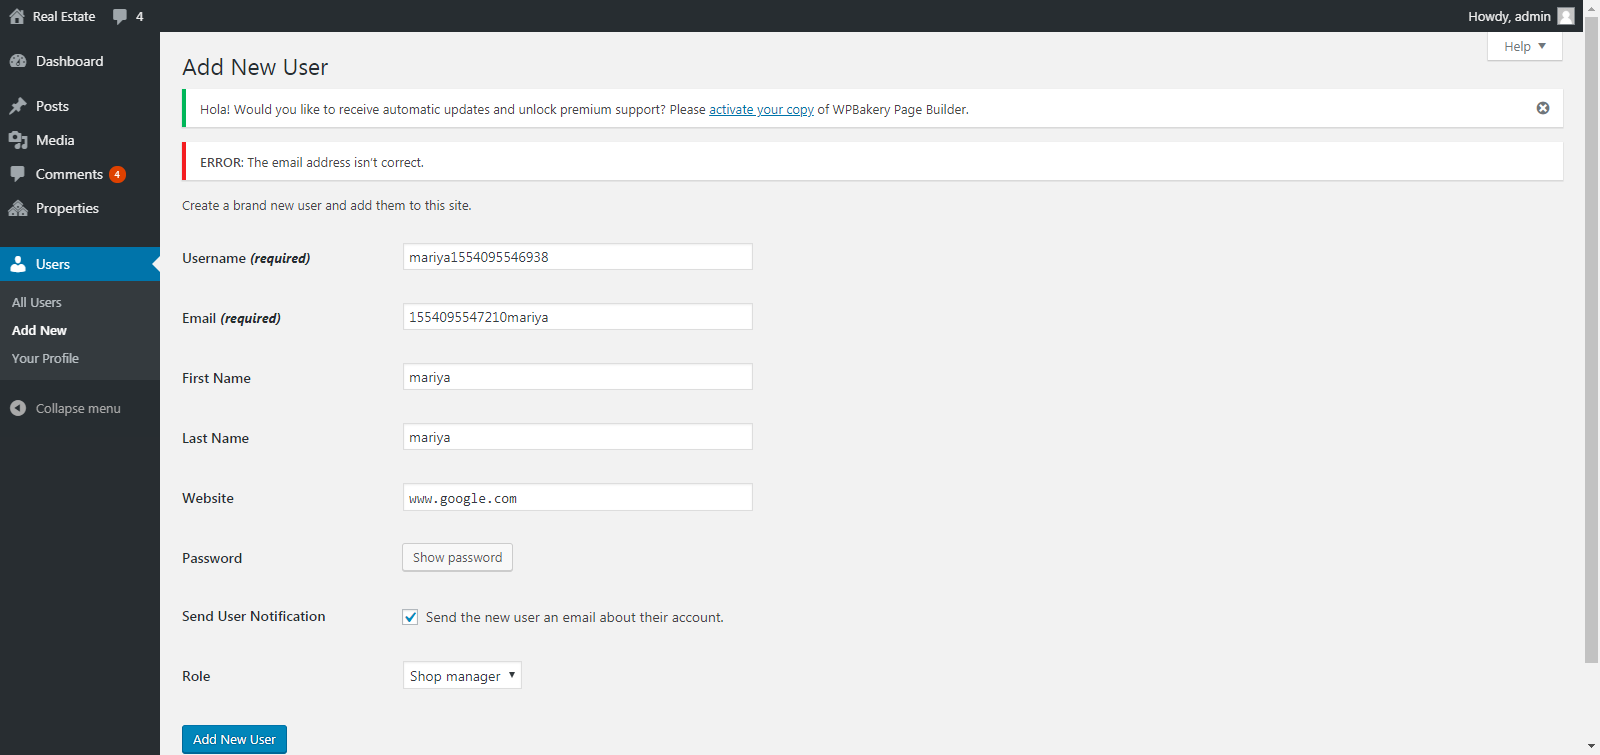 Real Estate 4 Howdy, admin
Help
Dashboard
Posts
Media
Comments 4
Properties
Users
All Users
Add New
Your Profile
Collapse menu
Add New User
Hola! Would you like to receive automatic updates and unlock premium support? Please activate your copy of WPBakery Page Builder.
ERROR: The email address isn't correct.
Create a brand new user and add them to this site.
Username (required) mariya1554095546938
Email (required) 1554095547210mariya
First Name mariya
Last Name mariya
Website www.google.com
Password Show password
Send User Notification Send the new user an email about their account.
Role Shop manager
Add New User